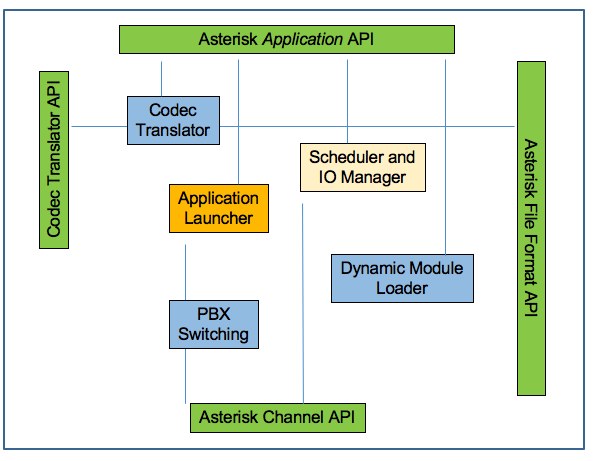 Asterisk Application API
Codec Translator API
Codec
Translator
Asterisk File Format API
Scheduler and
IO Manager
Application
Launcher
Dynamic Module
Loader
PBX
Switching
Asterisk Channel API